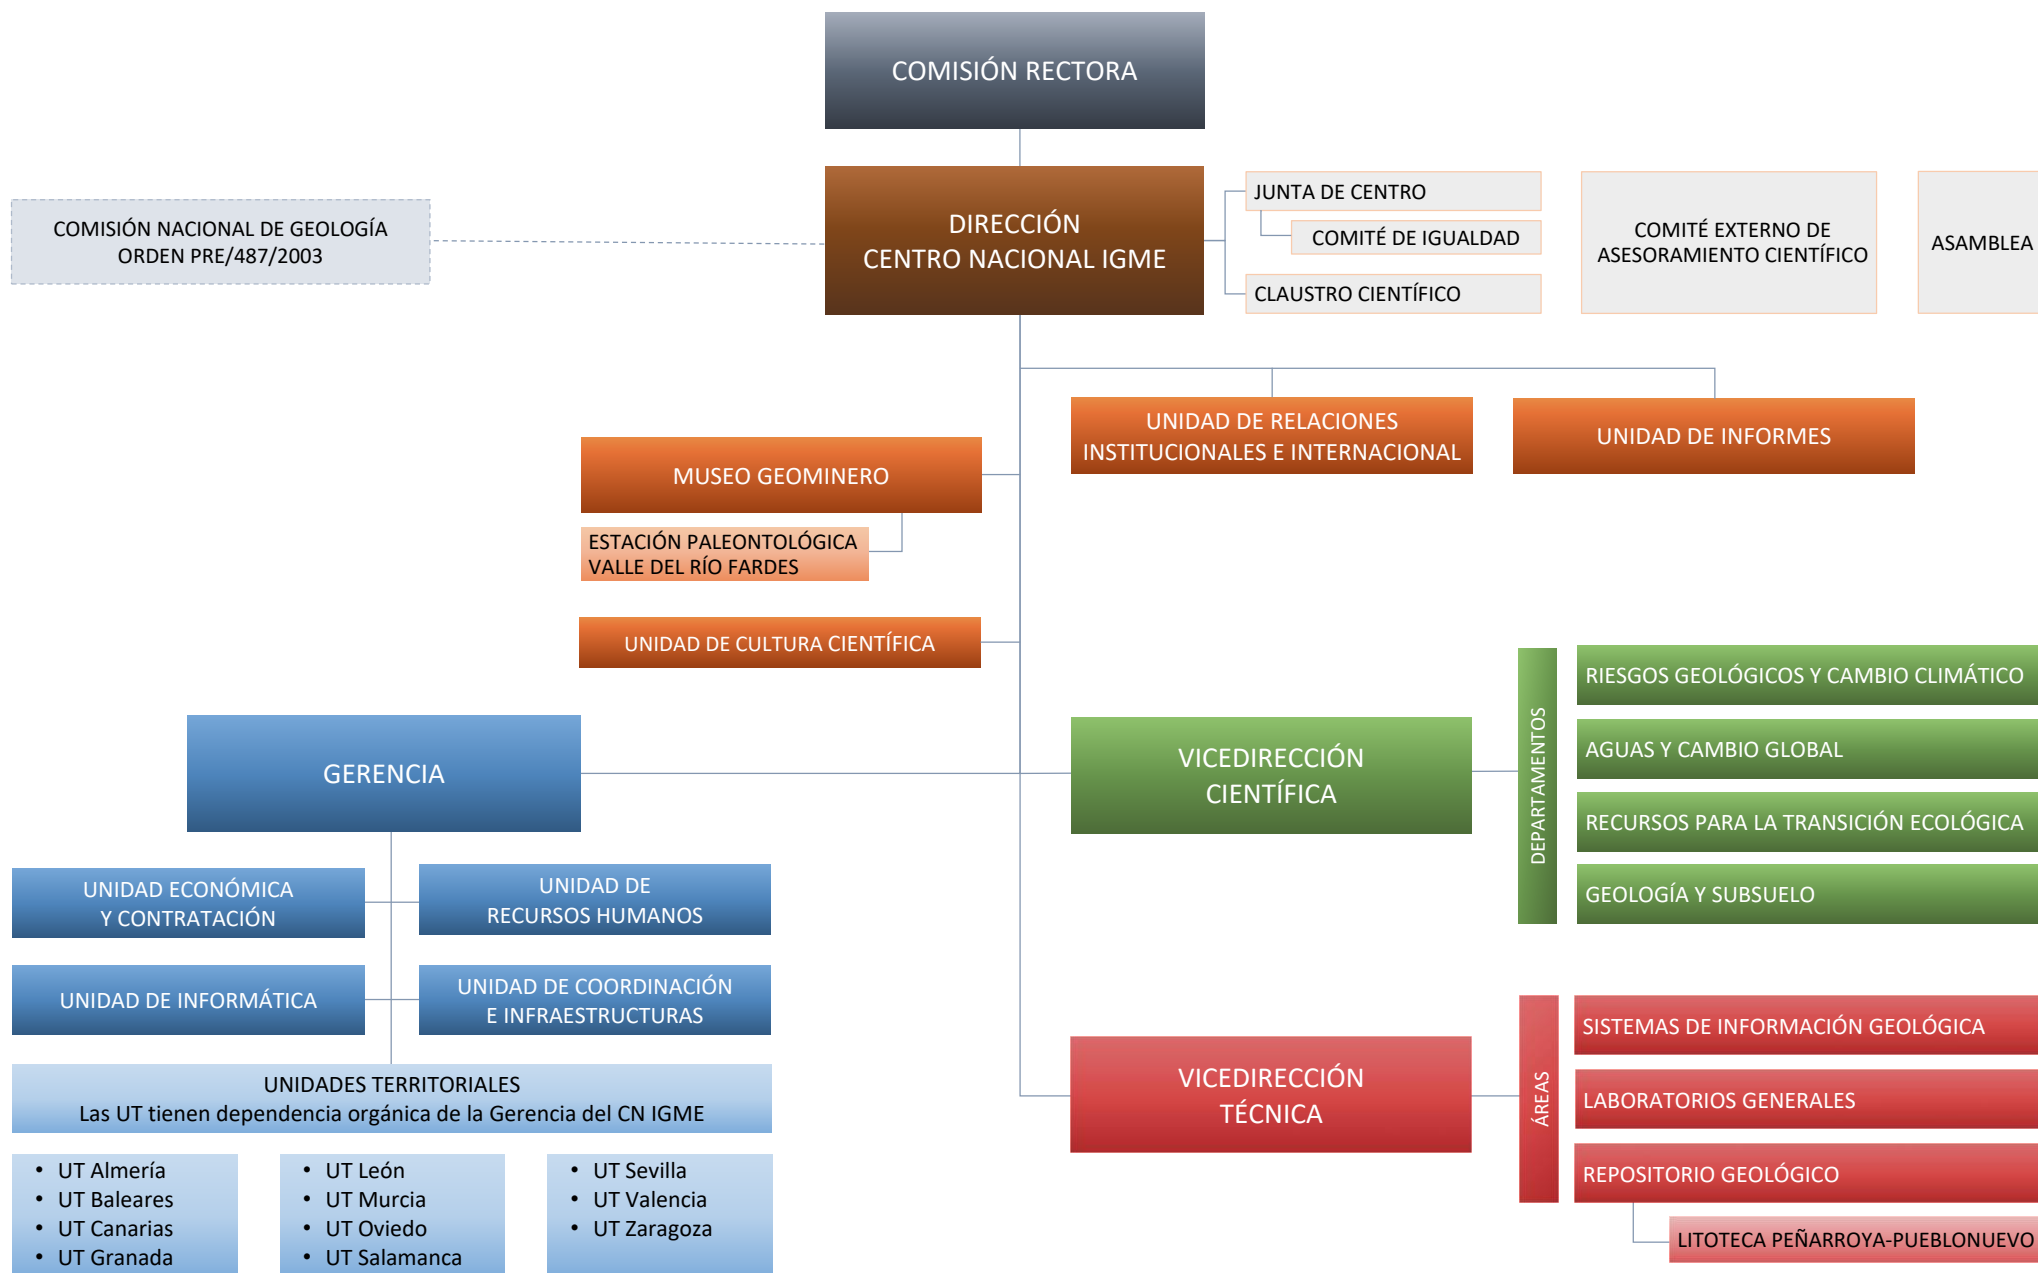 COMISIÓN RECTORA
COMISIÓN NACIONAL DE GEOLOGÍA
ORDEN PRE/487/2003
DIRECCIÓN
CENTRO NACIONAL IGME
JUNTA DE CENTRO
COMITÉ DE IGUALDAD
CLAUSTRO CIENTÍFICO
COMITÉ EXTERNO DE
ASESORAMIENTO CIENTÍFICO
ASAMBLEA
UNIDAD DE RELACIONES
INSTITUCIONALES E INTERNACIONAL
UNIDAD DE INFORMES
MUSEO GEOMINERO
ESTACIÓN PALEONTOLÓGICA
VALLE DEL RÍO FARDES
UNIDAD DE CULTURA CIENTÍFICA
GERENCIA
UNIDAD ECONÓMICA
Y CONTRATACIÓN
UNIDAD DE
RECURSOS HUMANOS
UNIDAD DE INFORMÁTICA
UNIDAD DE COORDINACIÓN
E INFRAESTRUCTURAS
UNIDADES TERRITORIALES
Las UT tienen dependencia orgánica de la Gerencia del CN IGME
• UT Almería
• UT Baleares
• UT Canarias
• UT Granada
• UT León
• UT Murcia
• UT Oviedo
• UT Salamanca
• UT Sevilla
• UT Valencia
• UT Zaragoza
VICEDIRECCIÓN
CIENTÍFICA
DEPARTAMENTOS
RIESGOS GEOLÓGICOS Y CAMBIO CLIMÁTICO
AGUAS Y CAMBIO GLOBAL
RECURSOS PARA LA TRANSICIÓN ECOLÓGICA
GEOLOGÍA Y SUBSUELO
VICEDIRECCIÓN
TÉCNICA
ÁREAS
SISTEMAS DE INFORMACIÓN GEOLÓGICA
LABORATORIOS GENERALES
REPOSITORIO GEOLÓGICO
LITOTECA PEÑARROYA-PUEBLONUEVO